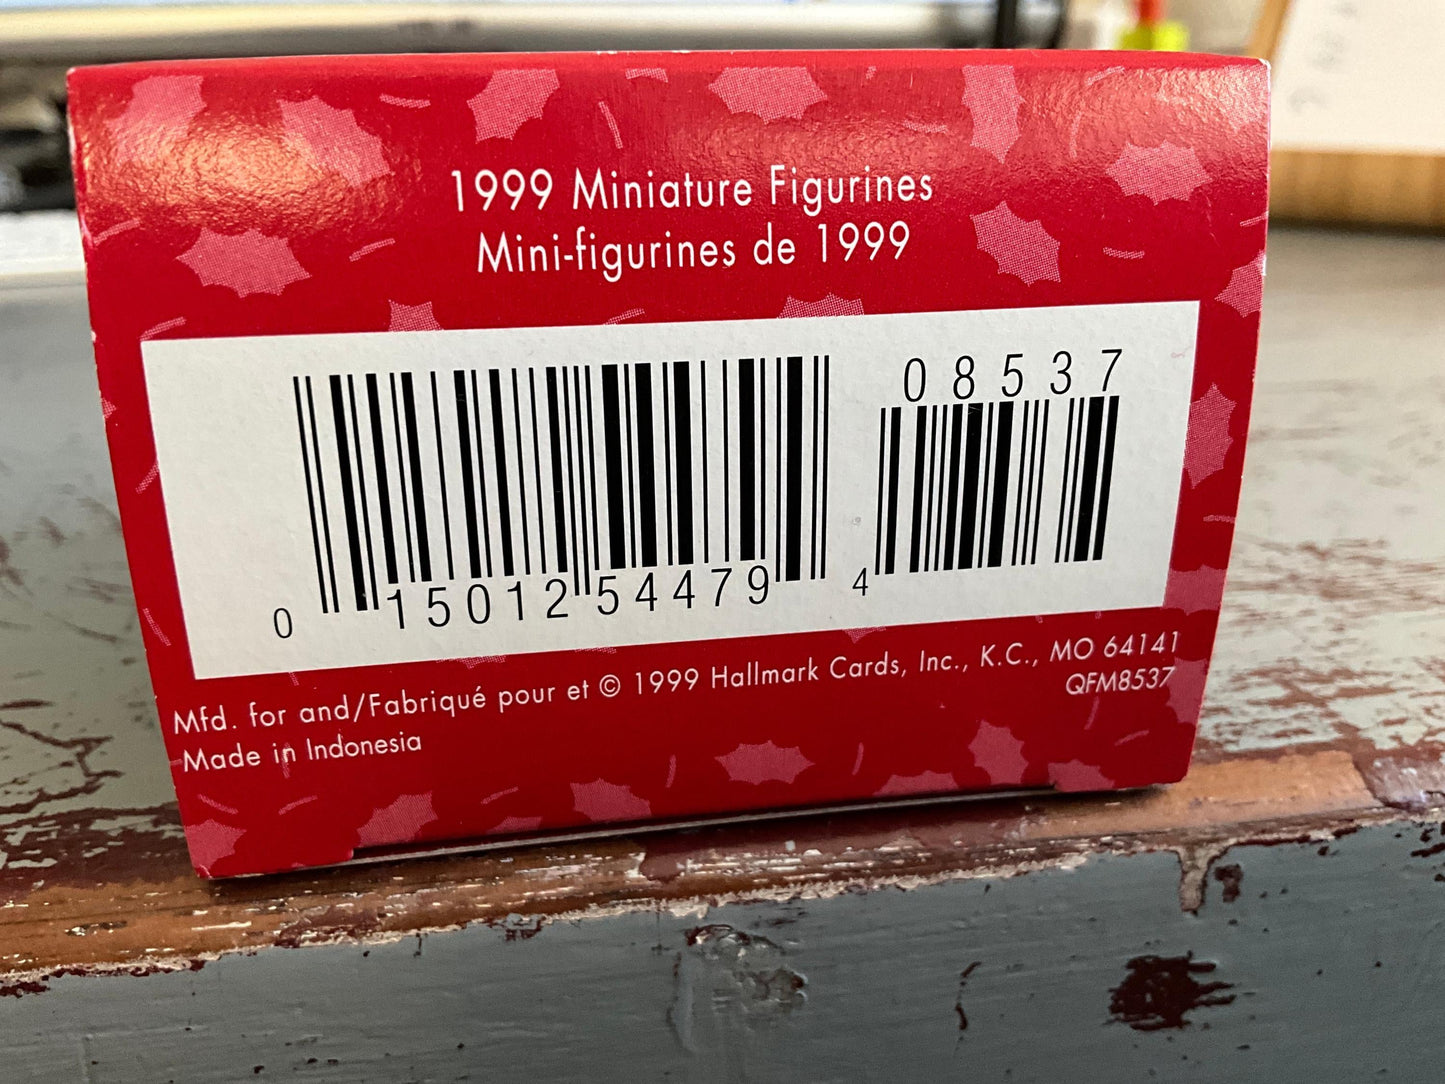 1999 Miniature Figurines
Mini-figurines de 1999
08537
0 15012 54479 4
Mfd. for and/Fabriqué pour et © 1999 Hallmark Cards, Inc., K.C., MO 64141
QFM8537
Made in Indonesia